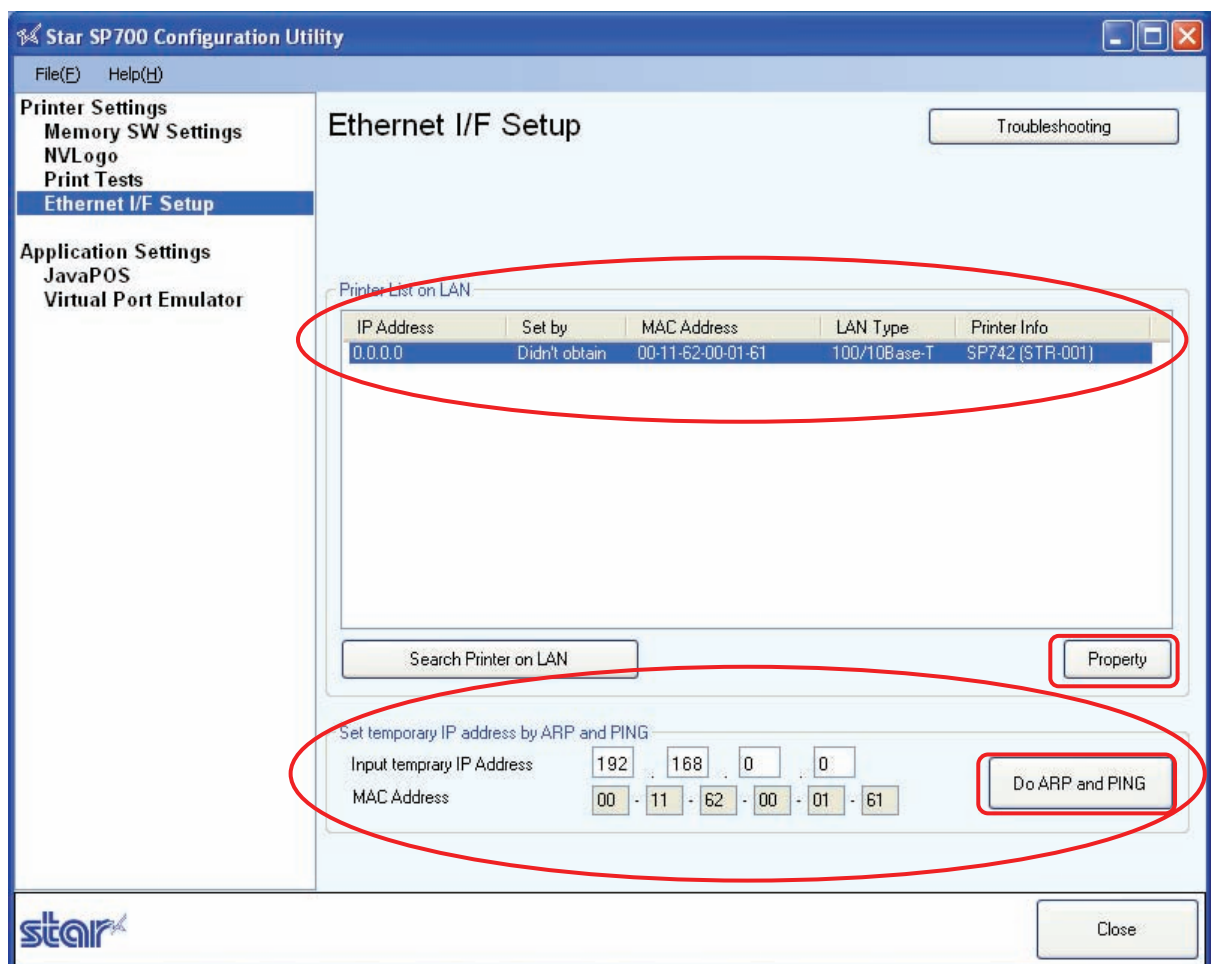 Star SP700 Configuration Utility
File(F) Help(H)
Printer Settings
Memory SW Settings
NVLogo
Print Tests
Ethernet I/F Setup
Application Settings
JavaPOS
Virtual Port Emulator
Ethernet I/F Setup
Troubleshooting
Printer List on LAN
IP Address Set by MAC Address LAN Type Printer Info
0.0.0.0 Didn't obtain 00-11-62-00-01-61 100/10Base-T SP742 (STR-001)
Search Printer on LAN
Property
Set temporary IP address by ARP and PING
Input temprary IP Address 192 . 168 . 0 . 0
MAC Address 00 - 11 - 62 - 00 - 01 - 61
Do ARP and PING
star
Close